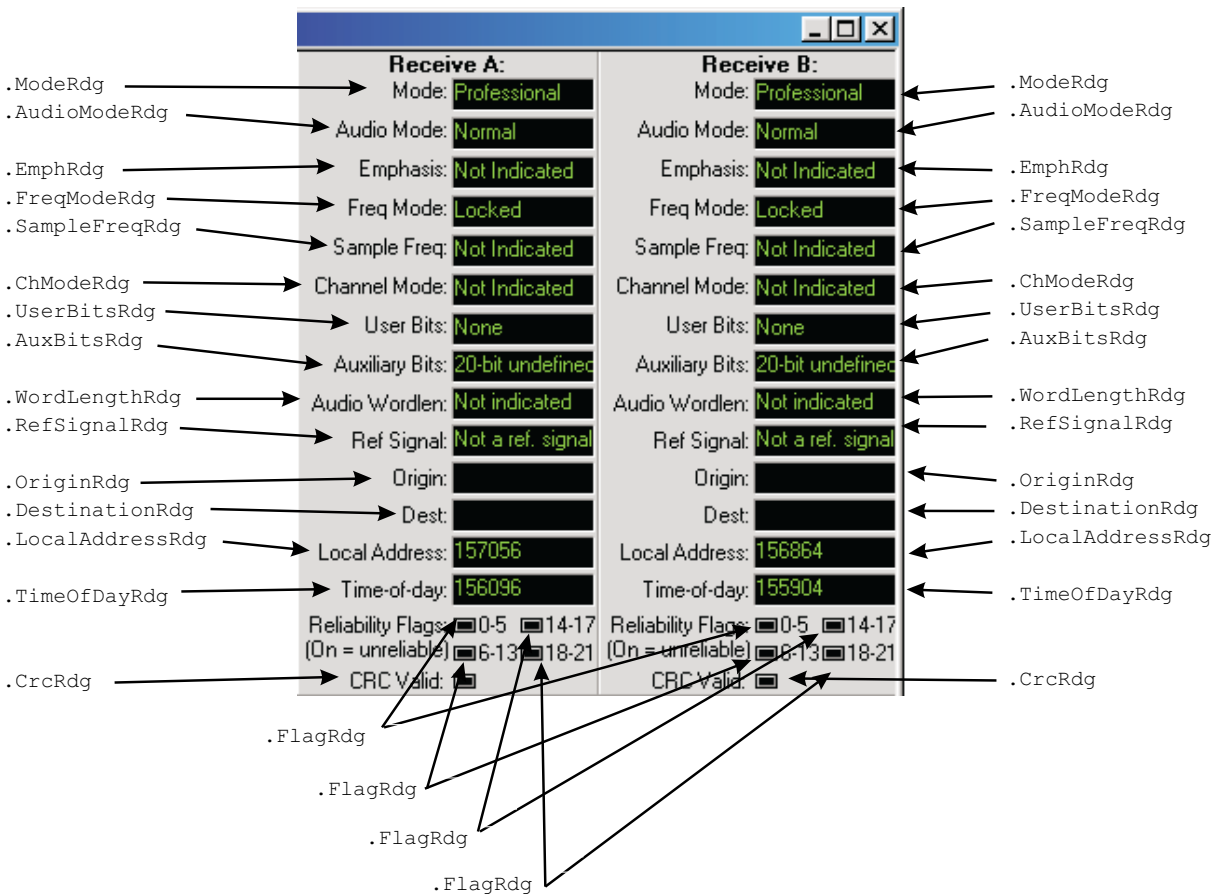 Receive A: Receive B:
.ModeRdg Mode: Professional Mode: Professional .ModeRdg
.AudioModeRdg Audio Mode: Normal Audio Mode: Normal .AudioModeRdg
.EmphRdg Emphasis: Not Indicated Emphasis: Not Indicated .EmphRdg
.FreqModeRdg Freq Mode: Locked Freq Mode: Locked .FreqModeRdg
.SampleFreqRdg Sample Freq: Not Indicated Sample Freq: Not Indicated .SampleFreqRdg
.ChModeRdg Channel Mode: Not Indicated Channel Mode: Not Indicated .ChModeRdg
.UserBitsRdg User Bits: None User Bits: None .UserBitsRdg
.AuxBitsRdg Auxiliary Bits: 20-bit undefined Auxiliary Bits: 20-bit undefined .AuxBitsRdg
.WordLengthRdg Audio Wordlen: Not indicated Audio Wordlen: Not indicated .WordLengthRdg
.RefSignalRdg Ref Signal: Not a ref. signal Ref Signal: Not a ref. signal .RefSignalRdg
.OriginRdg Origin: Origin: .OriginRdg
.DestinationRdg Dest: Dest: .DestinationRdg
.LocalAddressRdg Local Address: 157056 Local Address: 156864 .LocalAddressRdg
.TimeOfDayRdg Time-of-day: 156096 Time-of-day: 155904 .TimeOfDayRdg
Reliability Flags: 0-5 14-17 Reliability Flags: 0-5 14-17
(On = unreliable) 6-13 18-21 (On = unreliable) 6-13 18-21
.CrcRdg CRC Valid: CRC Valid: .CrcRdg
.FlagRdg
.FlagRdg
.FlagRdg
.FlagRdg